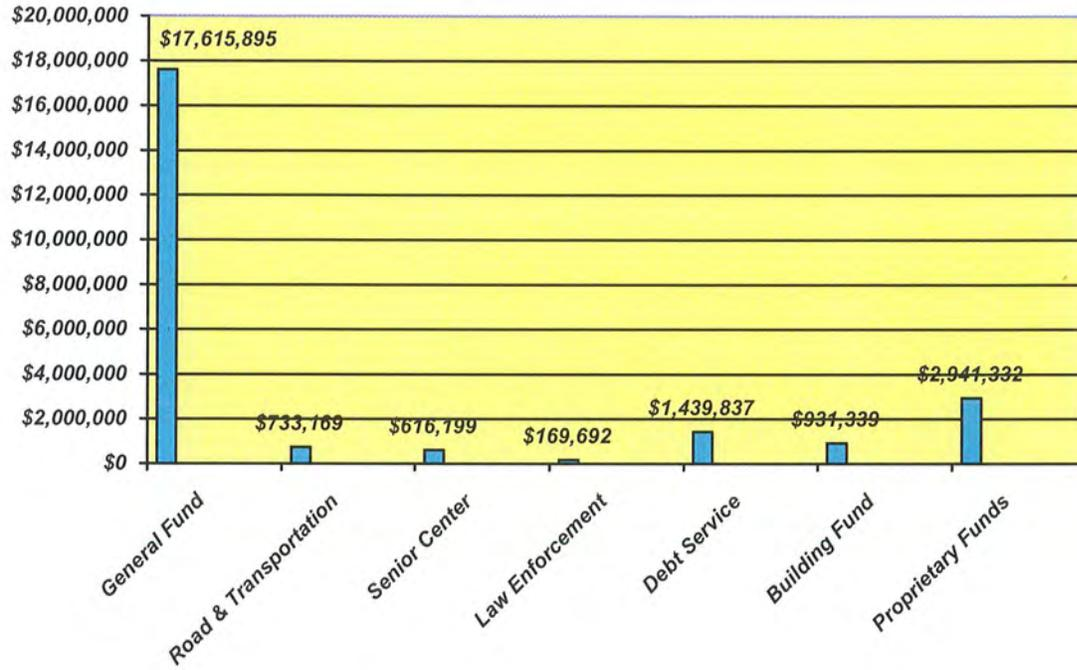 $20,000,000
$17,615,895
$18,000,000
$16,000,000
$14,000,000
$12,000,000
$10,000,000
$8,000,000
$6,000,000
$4,000,000
$2,941,332
$2,000,000
$733,169
$616,199
$169,692
$1,439,837
$931,339
$0
General Fund
Road & Transportation
Senior Center
Law Enforcement
Debt Service
Building Fund
Proprietary Funds